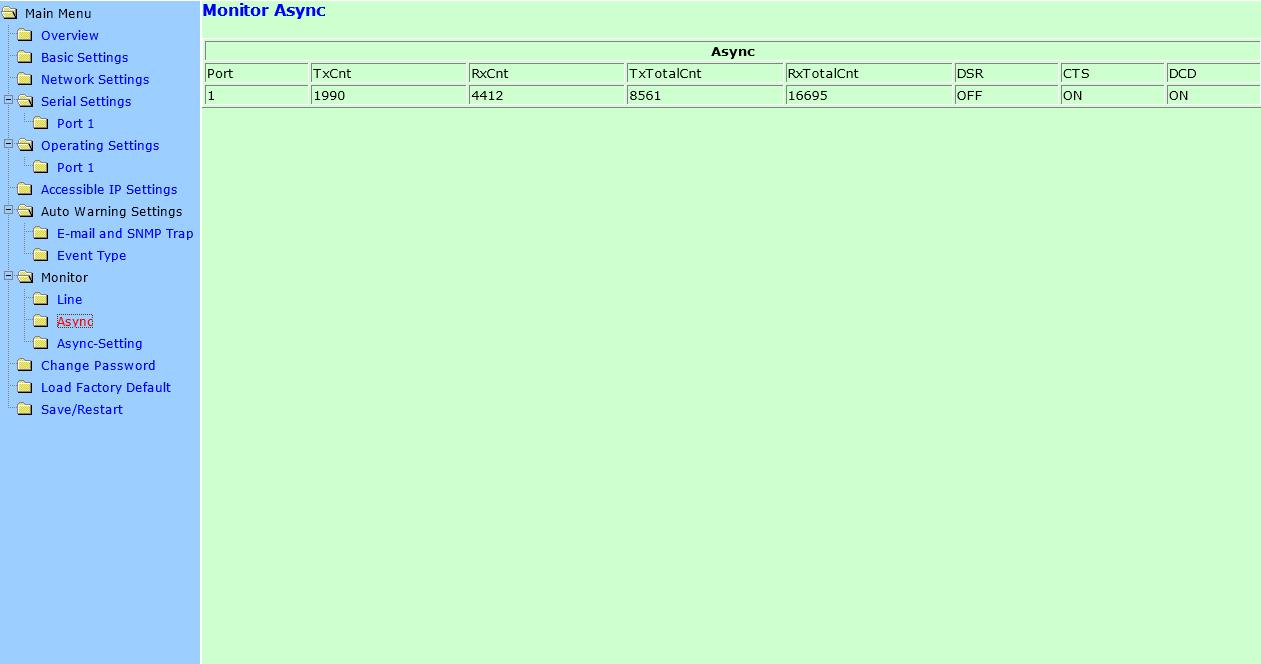 Main Menu
Overview
Basic Settings
Network Settings
Serial Settings
Port 1
Operating Settings
Port 1
Accessible IP Settings
Auto Warning Settings
E-mail and SNMP Trap
Event Type
Monitor
Line
Async
Async-Setting
Change Password
Load Factory Default
Save/Restart
Monitor Async
Async
Port TxCnt RxCnt TxTotalCnt RxTotalCnt DSR CTS DCD
1 1990 4412 8561 16695 OFF ON ON